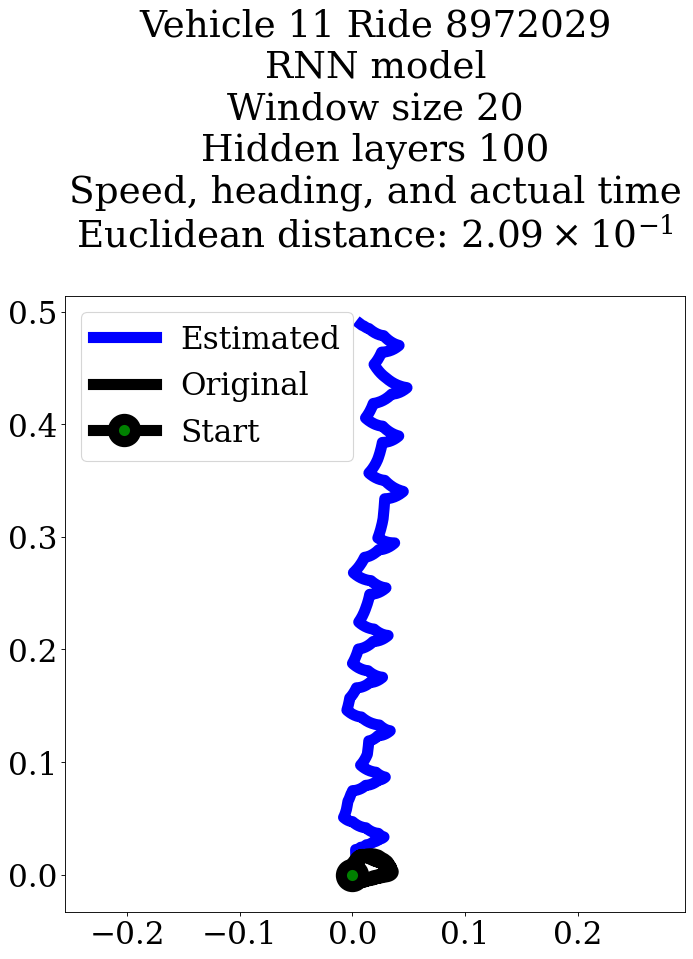 Vehicle 11 Ride 8972029
RNN model
Window size 20
Hidden layers 100
Speed, heading, and actual time
Euclidean distance: 2.09 × 10⁻¹
Estimated
Original
Start
0.5
0.4
0.3
0.2
0.1
0.0
−0.2 −0.1 0.0 0.1 0.2